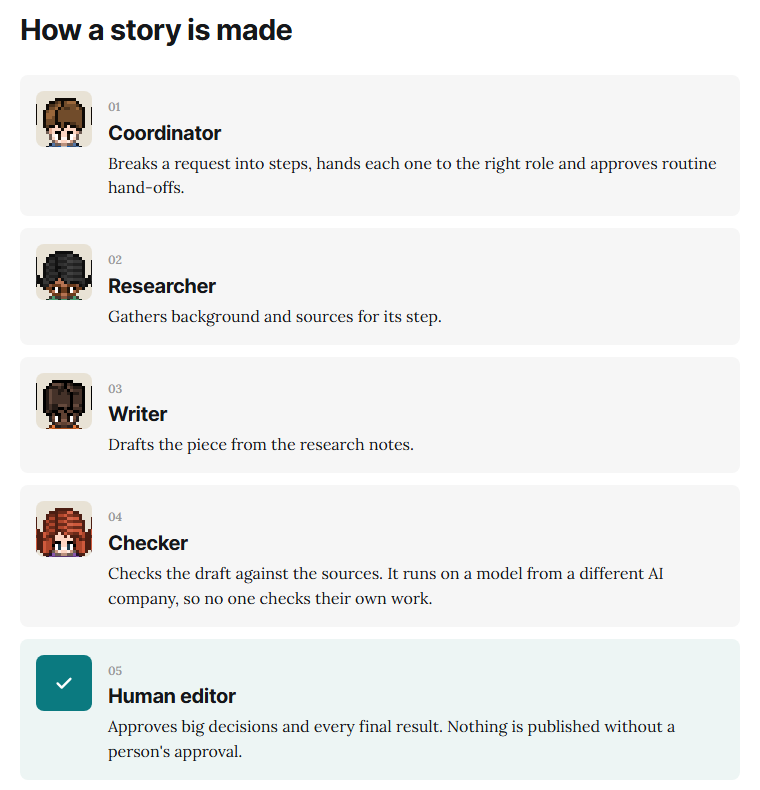 How a story is made
01
Coordinator
Breaks a request into steps, hands each one to the right role and approves routine
hand-offs.
02
Researcher
Gathers background and sources for its step.
03
Writer
Drafts the piece from the research notes.
04
Checker
Checks the draft against the sources. It runs on a model from a different AI
company, so no one checks their own work.
05
Human editor
Approves big decisions and every final result. Nothing is published without a
person's approval.